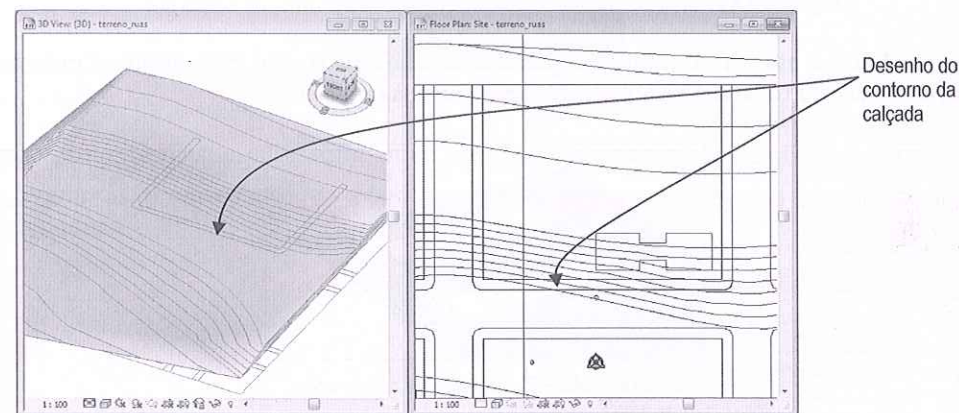 3D View: {3D} - terreno_russ
Floor Plan: Site - terreno_russ
Desenho do
contorno da
calçada
1 : 100
1 : 100